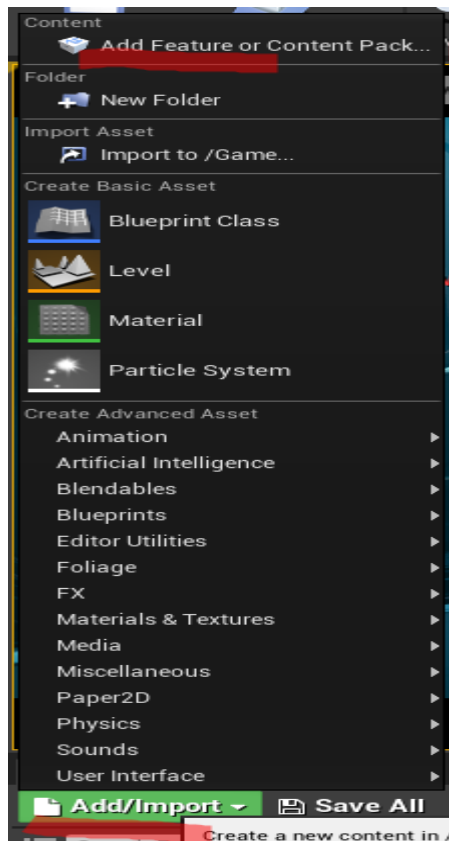 Content
Add Feature or Content Pack...
Folder
New Folder
Import Asset
Import to /Game...
Create Basic Asset
Blueprint Class
Level
Material
Particle System
Create Advanced Asset
Animation
Artificial Intelligence
Blendables
Blueprints
Editor Utilities
Foliage
FX
Materials & Textures
Media
Miscellaneous
Paper2D
Physics
Sounds
User Interface
Add/Import Save All
Create a new content in